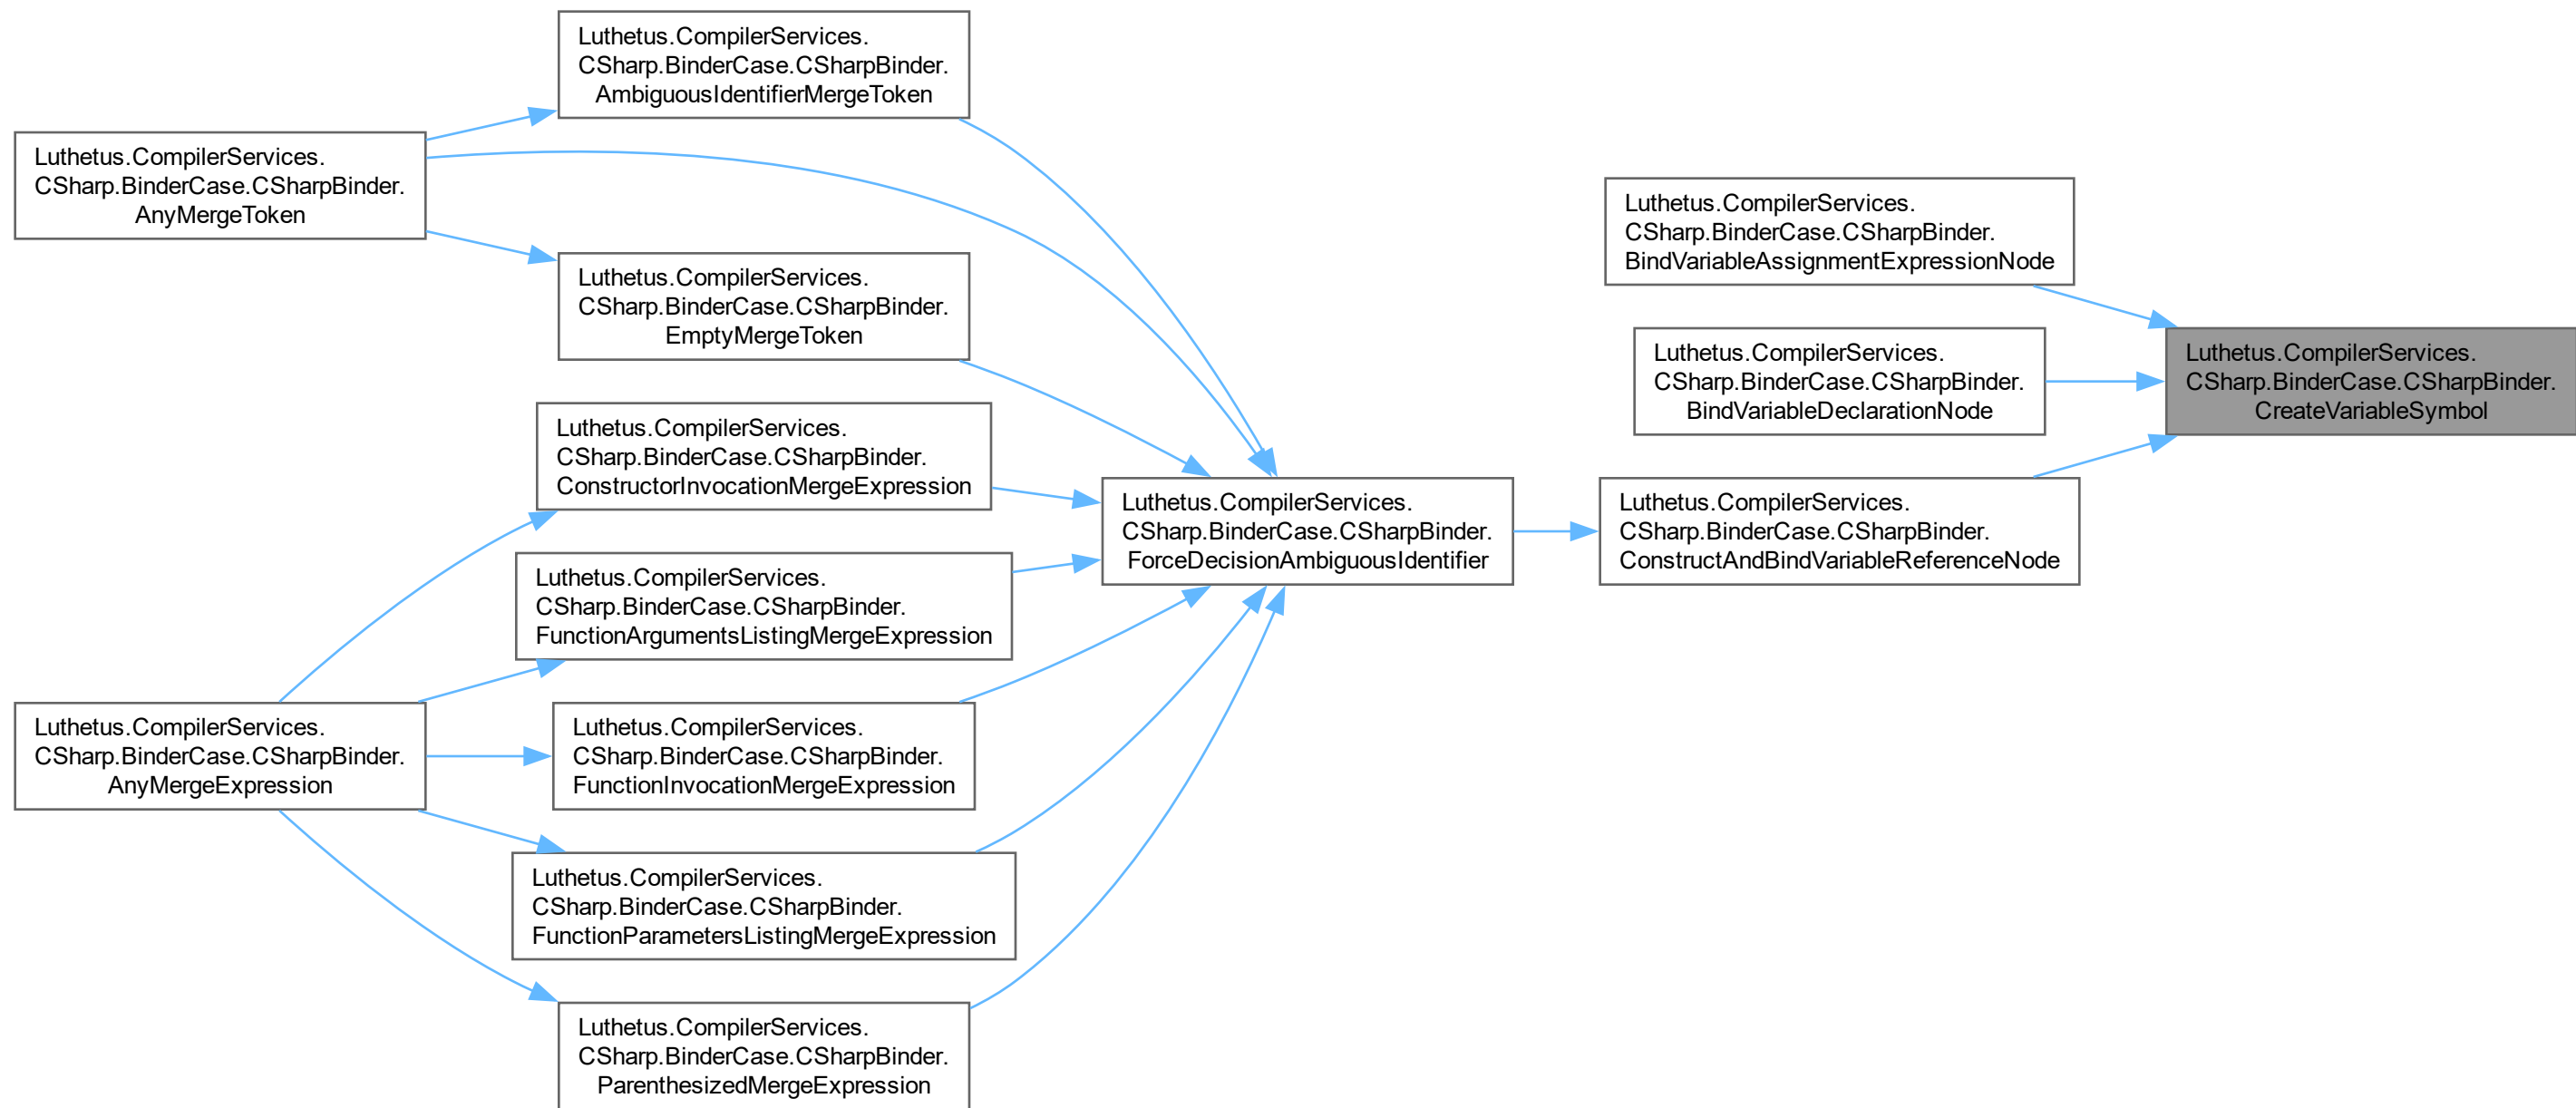 Luthetus.CompilerServices.
CSharp.BinderCase.CSharpBinder.
AmbiguousIdentifierMergeToken
Luthetus.CompilerServices.
CSharp.BinderCase.CSharpBinder.
AnyMergeToken
Luthetus.CompilerServices.
CSharp.BinderCase.CSharpBinder.
EmptyMergeToken
Luthetus.CompilerServices.
CSharp.BinderCase.CSharpBinder.
ConstructorInvocationMergeExpression
Luthetus.CompilerServices.
CSharp.BinderCase.CSharpBinder.
FunctionArgumentsListingMergeExpression
Luthetus.CompilerServices.
CSharp.BinderCase.CSharpBinder.
AnyMergeExpression
Luthetus.CompilerServices.
CSharp.BinderCase.CSharpBinder.
FunctionInvocationMergeExpression
Luthetus.CompilerServices.
CSharp.BinderCase.CSharpBinder.
FunctionParametersListingMergeExpression
Luthetus.CompilerServices.
CSharp.BinderCase.CSharpBinder.
ParenthesizedMergeExpression
Luthetus.CompilerServices.
CSharp.BinderCase.CSharpBinder.
ForceDecisionAmbiguousIdentifier
Luthetus.CompilerServices.
CSharp.BinderCase.CSharpBinder.
BindVariableAssignmentExpressionNode
Luthetus.CompilerServices.
CSharp.BinderCase.CSharpBinder.
BindVariableDeclarationNode
Luthetus.CompilerServices.
CSharp.BinderCase.CSharpBinder.
ConstructAndBindVariableReferenceNode
Luthetus.CompilerServices.
CSharp.BinderCase.CSharpBinder.
CreateVariableSymbol